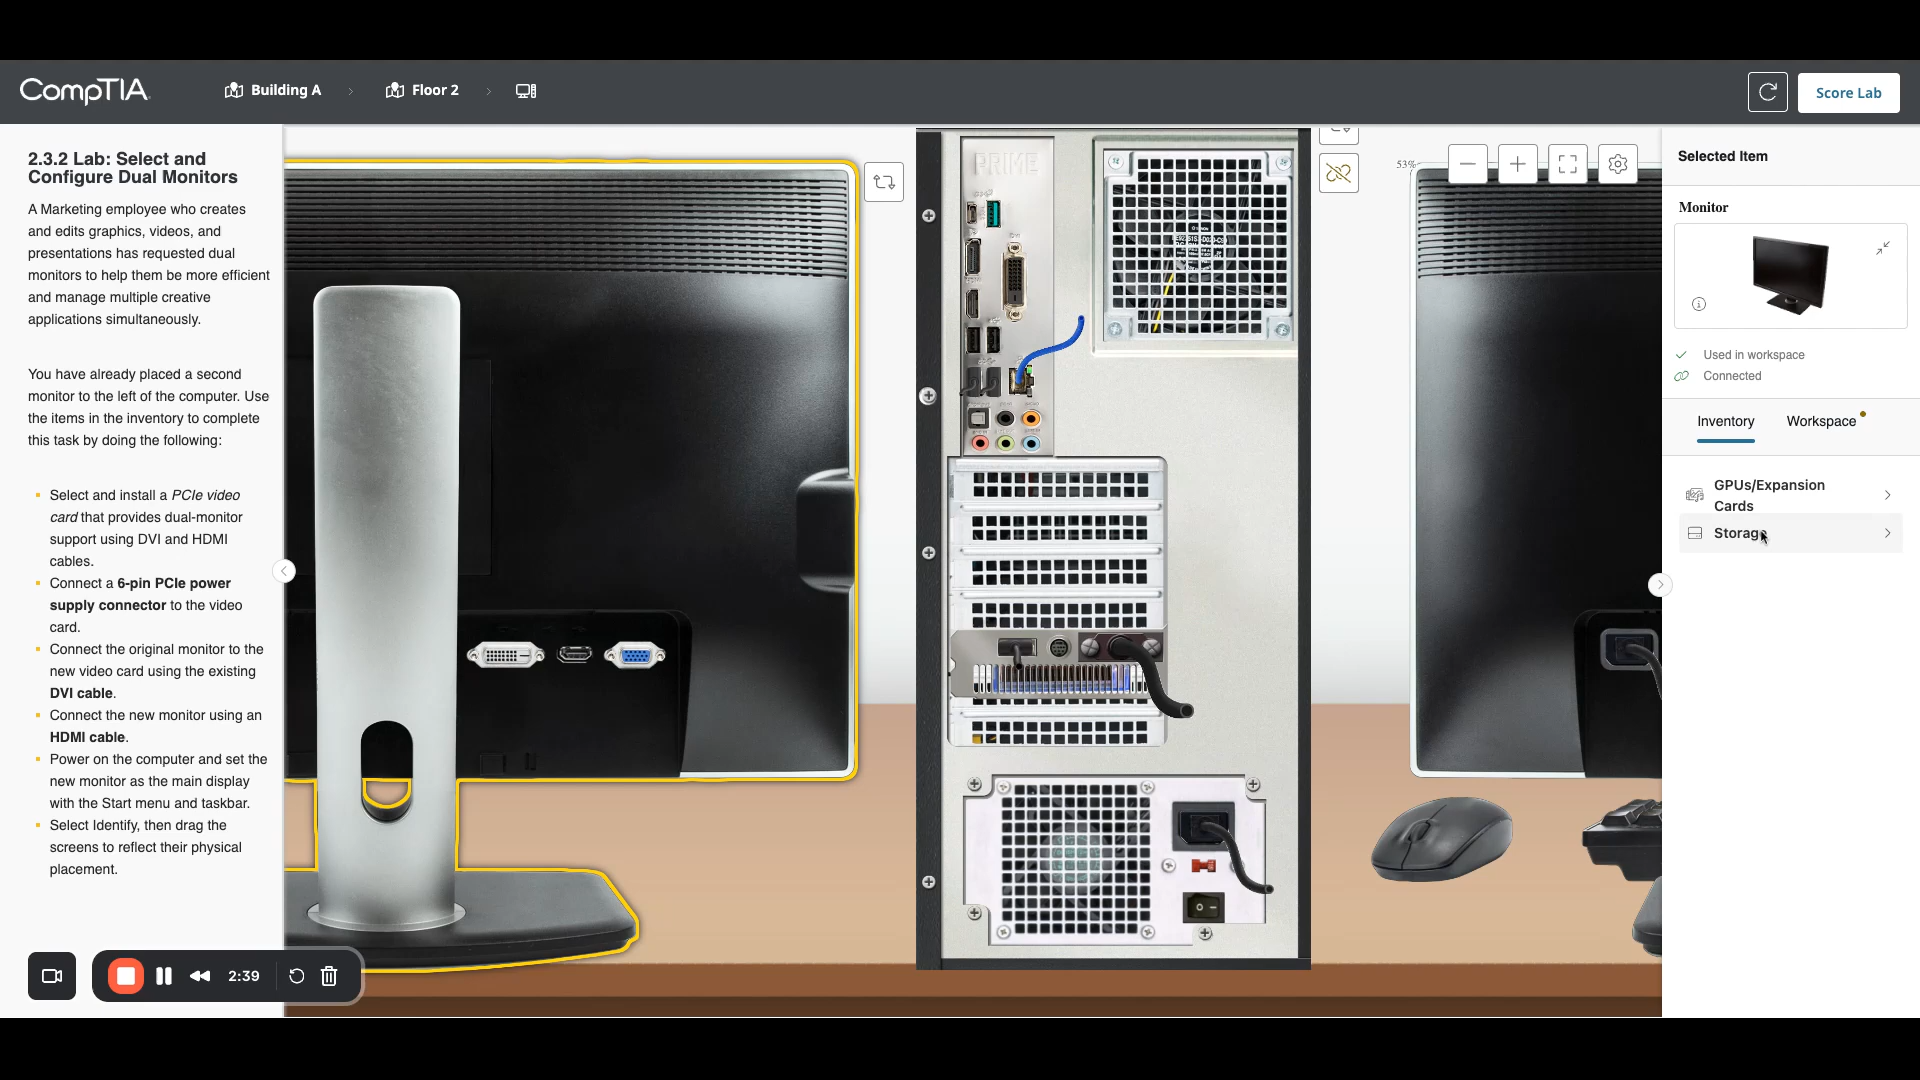 CompTIA
Building A
Floor 2
Score Lab
2.3.2 Lab: Select and
Configure Dual Monitors
A Marketing employee who creates
and edits graphics, videos, and
presentations has requested dual
monitors to help them be more efficient
and manage multiple creative
applications simultaneously.
You have already placed a second
monitor to the left of the computer. Use
the items in the inventory to complete
this task by doing the following:
Select and install a PCIe video
card that provides dual-monitor
support using DVI and HDMI
cables.
Connect a 6-pin PCIe power
supply connector to the video
card.
Connect the original monitor to the
new video card using the existing
DVI cable.
Connect the new monitor using an
HDMI cable.
Power on the computer and set the
new monitor as the main display
with the Start menu and taskbar.
Select Identify, then drag the
screens to reflect their physical
placement.
2:39
PRIME
53%
Selected Item
Monitor
Used in workspace
Connected
Inventory
Workspace
GPUs/Expansion
Cards
Storage